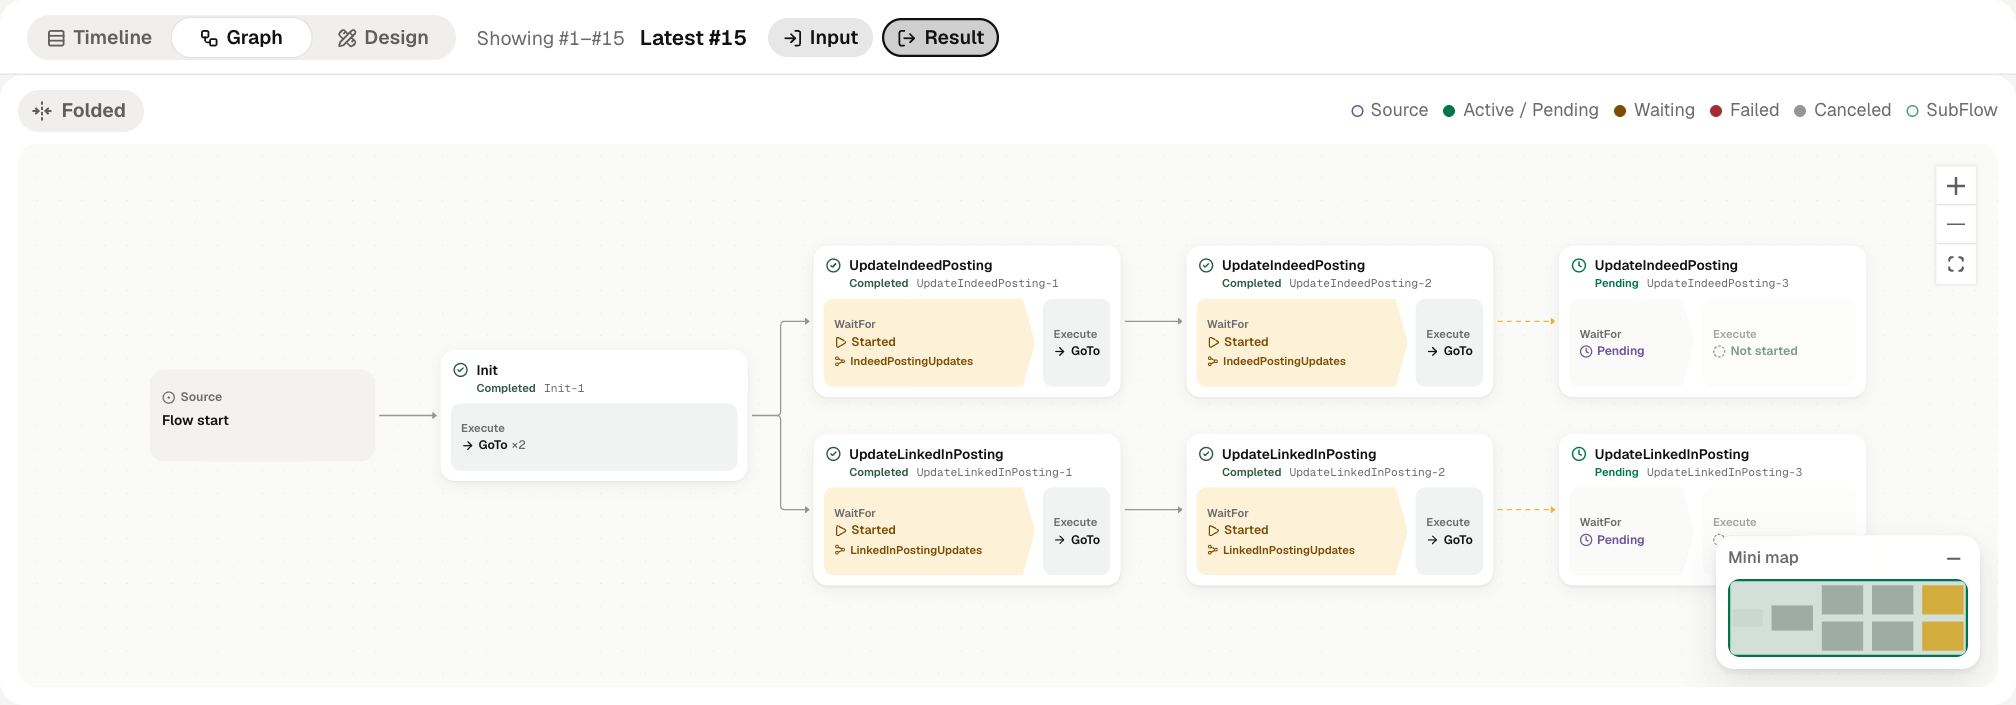 Timeline
Graph
Design
Showing #1–#15
Latest #15
Input
Result
Folded
Source
Active / Pending
Waiting
Failed
Canceled
SubFlow
Source
Flow start
Init
Completed Init-1
Execute
GoTo ×2
UpdateIndeedPosting
Completed UpdateIndeedPosting-1
WaitFor
Started
IndeedPostingUpdates
Execute
GoTo
UpdateIndeedPosting
Completed UpdateIndeedPosting-2
WaitFor
Started
IndeedPostingUpdates
Execute
GoTo
UpdateIndeedPosting
Pending UpdateIndeedPosting-3
WaitFor
Pending
Execute
Not started
UpdateLinkedInPosting
Completed UpdateLinkedInPosting-1
WaitFor
Started
LinkedInPostingUpdates
Execute
GoTo
UpdateLinkedInPosting
Completed UpdateLinkedInPosting-2
WaitFor
Started
LinkedInPostingUpdates
Execute
GoTo
UpdateLinkedInPosting
Pending UpdateLinkedInPosting-3
WaitFor
Pending
Execute
Mini map